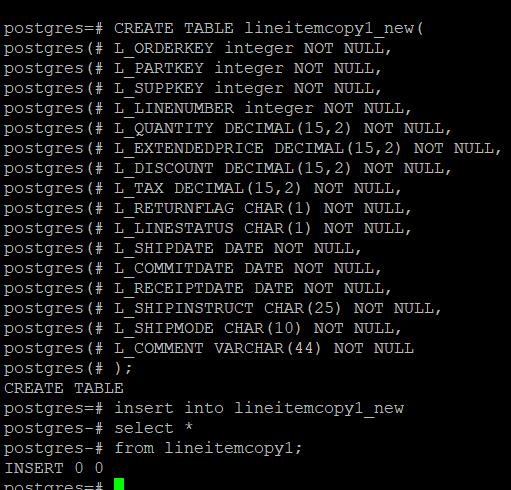 postgres=# CREATE TABLE lineitemcopy1_new(
postgres(# L_ORDERKEY integer NOT NULL,
postgres(# L_PARTKEY integer NOT NULL,
postgres(# L_SUPPKEY integer NOT NULL,
postgres(# L_LINENUMBER integer NOT NULL,
postgres(# L_QUANTITY DECIMAL(15,2) NOT NULL,
postgres(# L_EXTENDEDPRICE DECIMAL(15,2) NOT NULL,
postgres(# L_DISCOUNT DECIMAL(15,2) NOT NULL,
postgres(# L_TAX DECIMAL(15,2) NOT NULL,
postgres(# L_RETURNFLAG CHAR(1) NOT NULL,
postgres(# L_LINESTATUS CHAR(1) NOT NULL,
postgres(# L_SHIPDATE DATE NOT NULL,
postgres(# L_COMMITDATE DATE NOT NULL,
postgres(# L_RECEIPTDATE DATE NOT NULL,
postgres(# L_SHIPINSTRUCT CHAR(25) NOT NULL,
postgres(# L_SHIPMODE CHAR(10) NOT NULL,
postgres(# L_COMMENT VARCHAR(44) NOT NULL
postgres(# );
CREATE TABLE
postgres=# insert into lineitemcopy1_new
postgres-# select *
postgres-# from lineitemcopy1;
INSERT 0 0
postgres=#